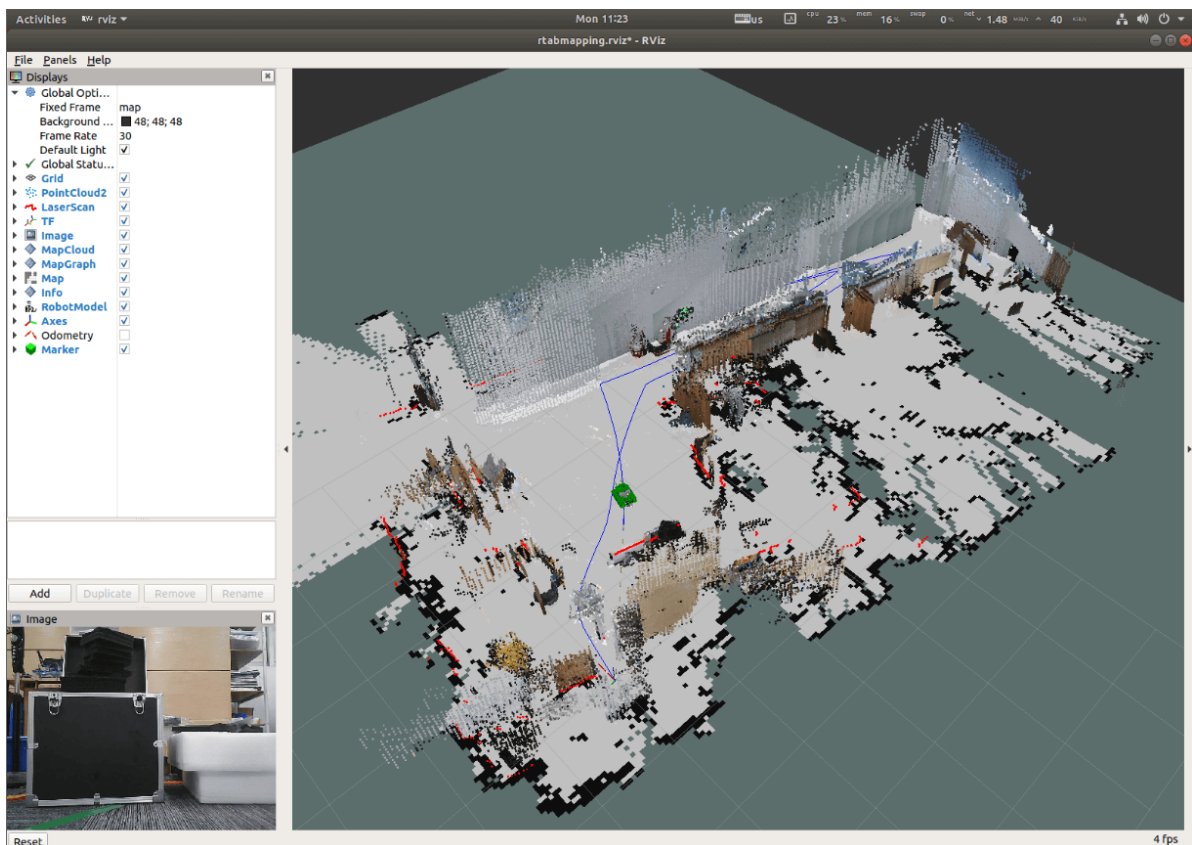 Activities rviz Mon 11:23 us cpu 23% mem 16% swap 0% net 1.48 40
rtabmapping.rviz* - RViz
File Panels Help
Displays
Global Opti...
Fixed Frame map
Background ... 48; 48; 48
Frame Rate 30
Default Light
Global Statu...
Grid
PointCloud2
LaserScan
TF
Image
MapCloud
MapGraph
Map
Info
RobotModel
Axes
Odometry
Marker
Add Duplicate Remove Rename
Image
Reset 4 fps